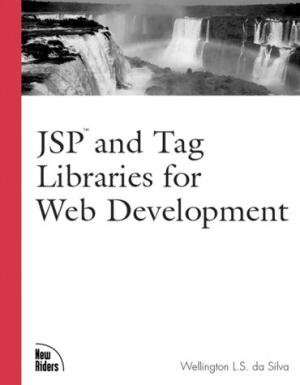 JSP™ and Tag
Libraries for
Web Development
New
Riders
Wellington L.S. da Silva